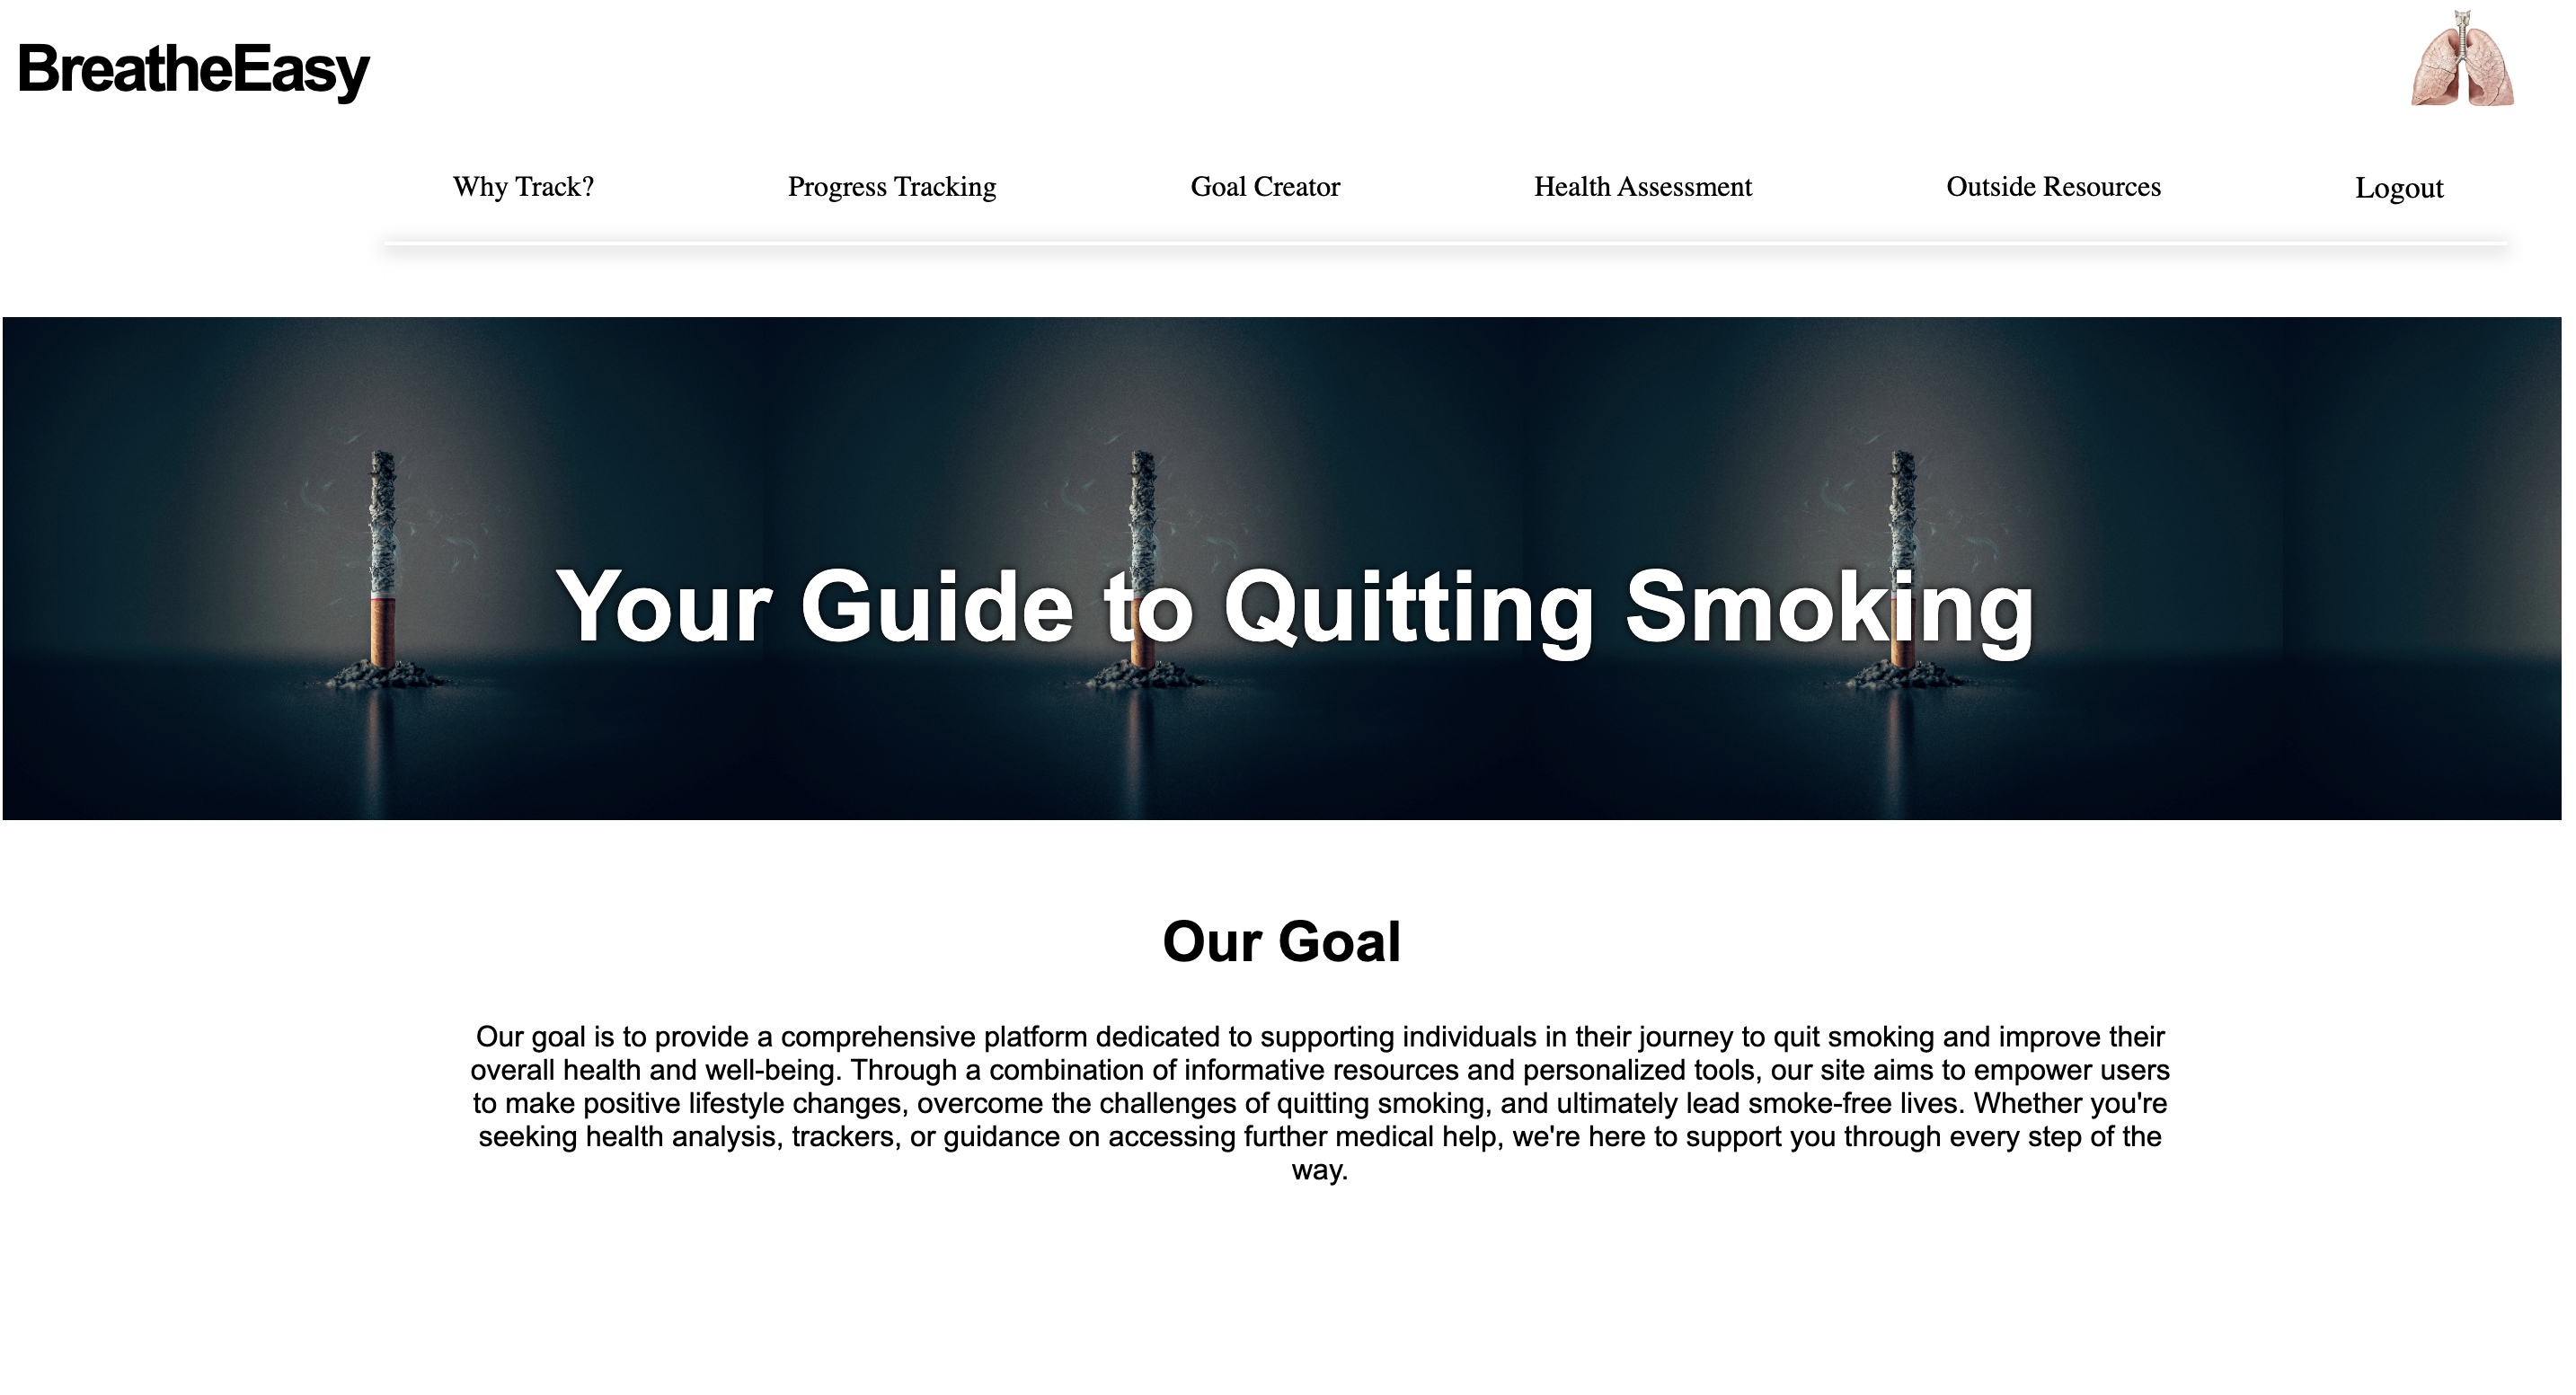 BreatheEasy
Why Track? Progress Tracking Goal Creator Health Assessment Outside Resources Logout
Your Guide to Quitting Smoking
Our Goal
Our goal is to provide a comprehensive platform dedicated to supporting individuals in their journey to quit smoking and improve their
overall health and well-being. Through a combination of informative resources and personalized tools, our site aims to empower users
to make positive lifestyle changes, overcome the challenges of quitting smoking, and ultimately lead smoke-free lives. Whether you're
seeking health analysis, trackers, or guidance on accessing further medical help, we're here to support you through every step of the
way.